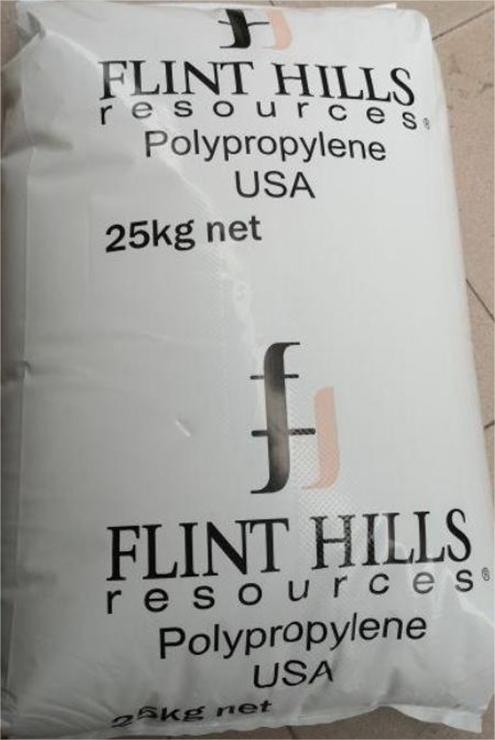 FLINT HILLS
resources®
Polypropylene
USA
25kg net
FLINT HILLS
resources®
Polypropylene
USA
25kg net